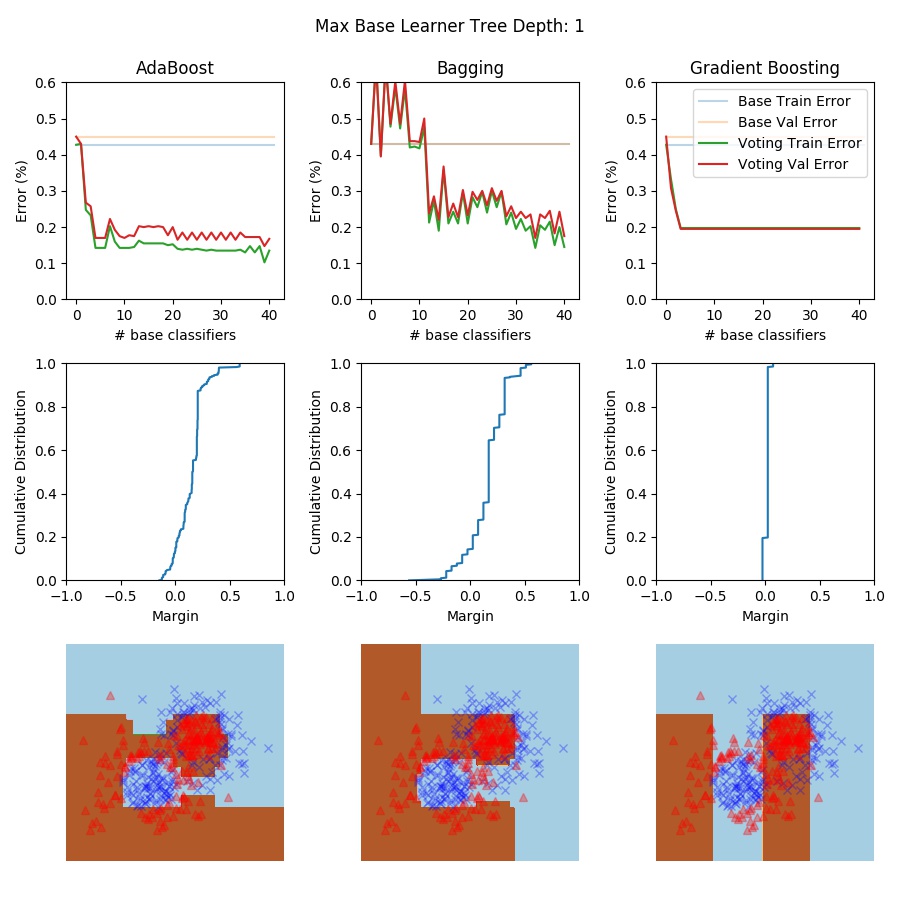 Max Base Learner Tree Depth: 1
AdaBoost
Bagging
Gradient Boosting
Error (%)
0.6
0.5
0.4
0.3
0.2
0.1
0.0
0 10 20 30 40
# base classifiers
Error (%)
0.6
0.5
0.4
0.3
0.2
0.1
0.0
0 10 20 30 40
# base classifiers
Error (%)
0.6
0.5
0.4
0.3
0.2
0.1
0.0
Base Train Error
Base Val Error
Voting Train Error
Voting Val Error
0 10 20 30 40
# base classifiers
Cumulative Distribution
1.0
0.8
0.6
0.4
0.2
0.0
−1.0 −0.5 0.0 0.5 1.0
Margin
Cumulative Distribution
1.0
0.8
0.6
0.4
0.2
0.0
−1.0 −0.5 0.0 0.5 1.0
Margin
Cumulative Distribution
1.0
0.8
0.6
0.4
0.2
0.0
−1.0 −0.5 0.0 0.5 1.0
Margin